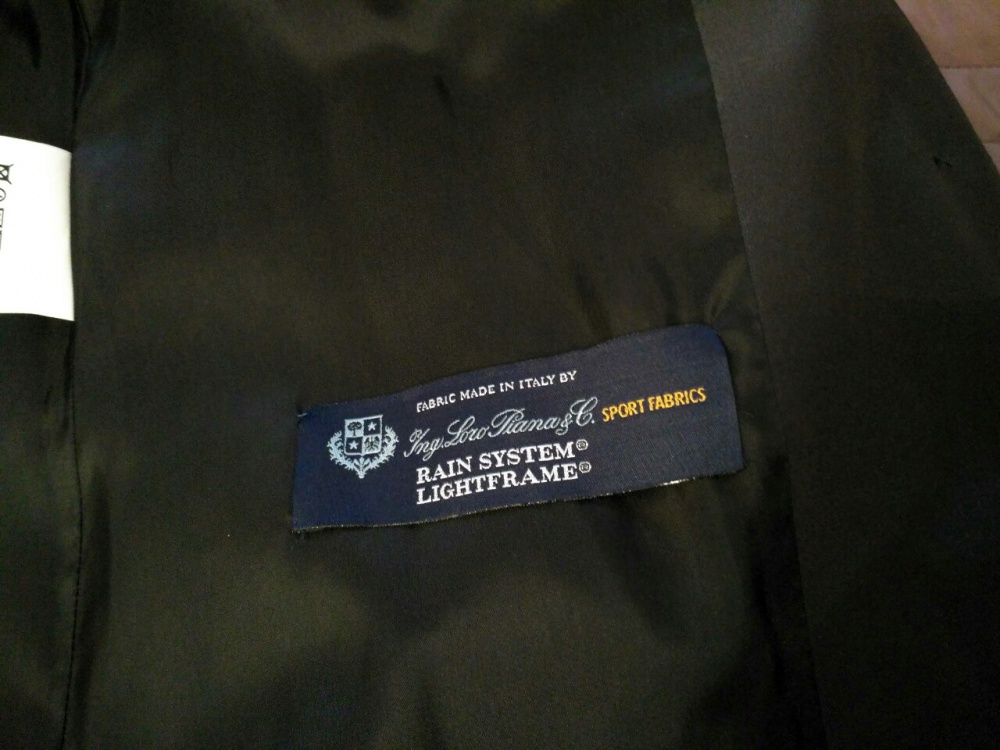 FABRIC MADE IN ITALY BY
Ing. Loro Piana & C. SPORT FABRICS
RAIN SYSTEM®
LIGHTFRAME®